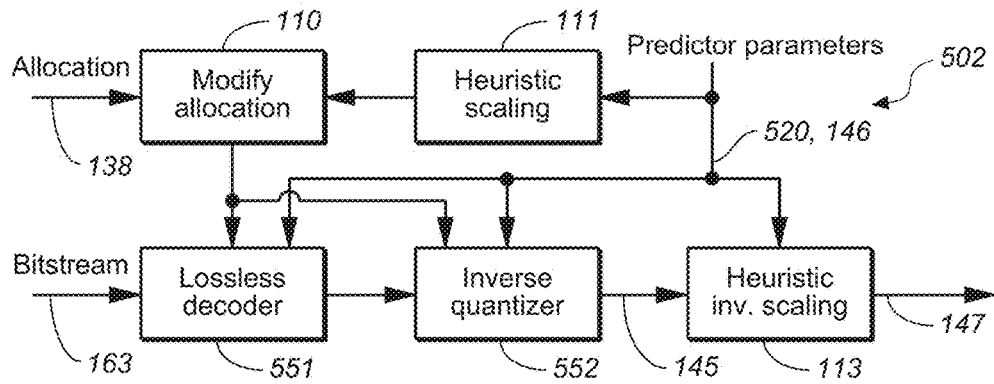 110
111
Predictor parameters
502
Allocation
Modify
allocation
Heuristic
scaling
138
520, 146
Bitstream
Lossless
decoder
Inverse
quantizer
Heuristic
inv. scaling
163
551
552
145
113
147